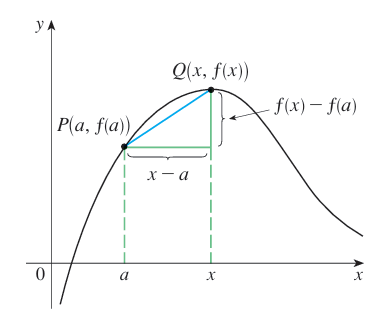 y
Q(x, f(x))
f(x) − f(a)
P(a, f(a))
x − a
0 a x x